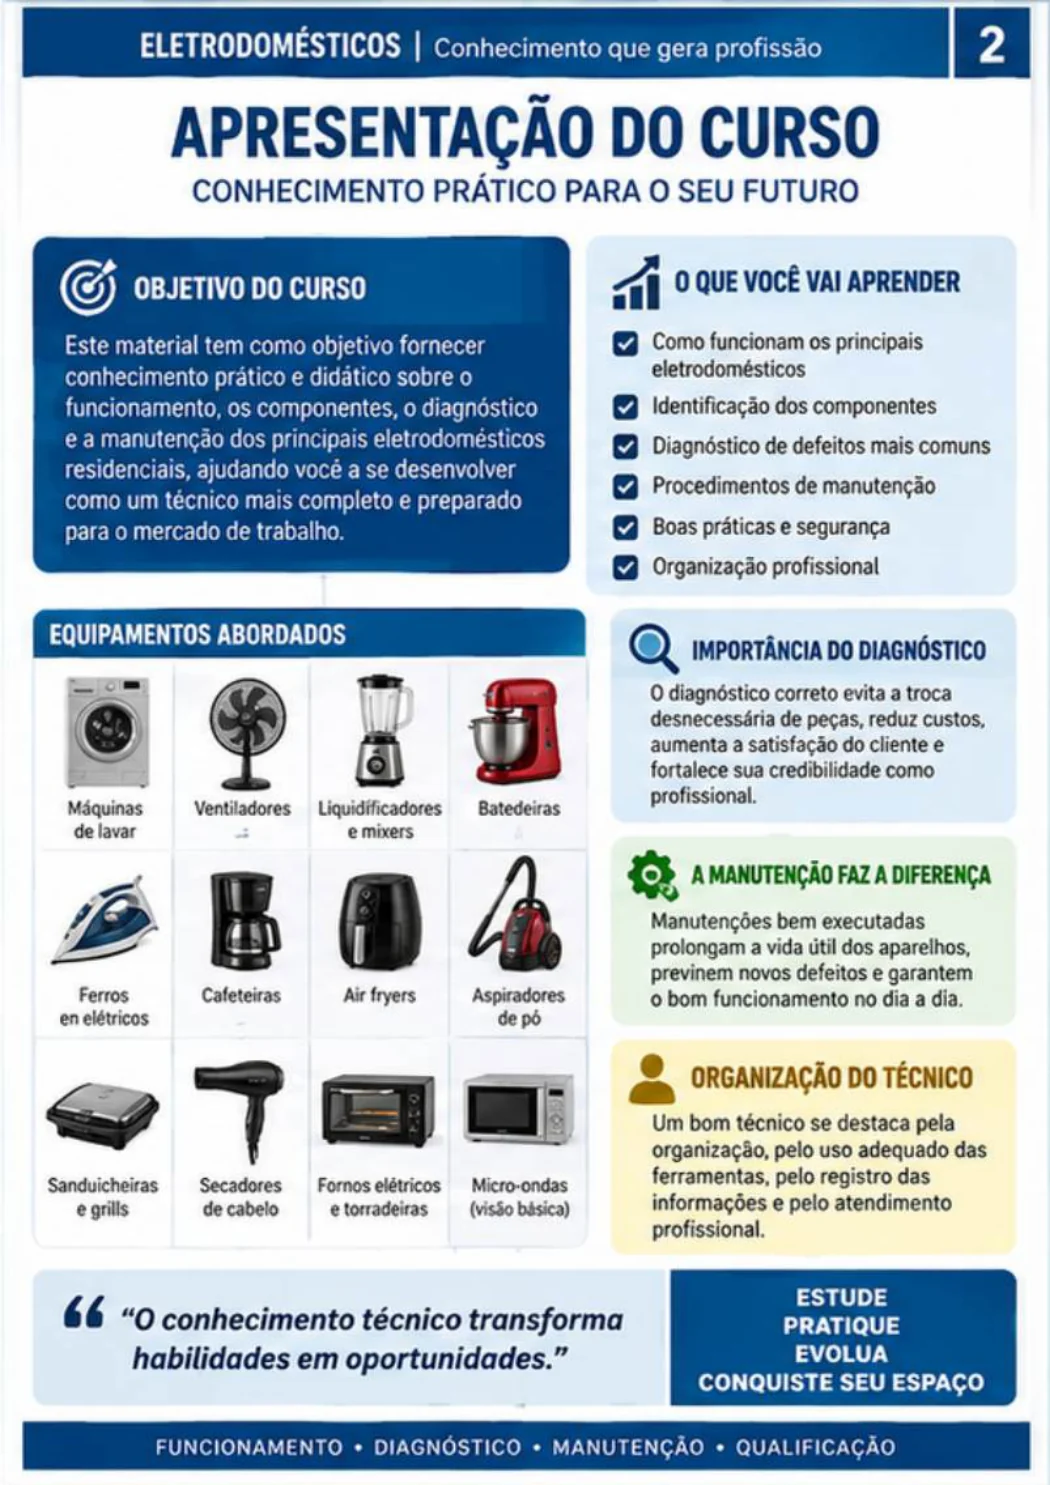 ELETRODOMÉSTICOS | Conhecimento que gera profissão
2
APRESENTAÇÃO DO CURSO
CONHECIMENTO PRÁTICO PARA O SEU FUTURO
OBJETIVO DO CURSO
Este material tem como objetivo fornecer
conhecimento prático e didático sobre o
funcionamento, os componentes, o diagnóstico
e a manutenção dos principais eletrodomésticos
residenciais, ajudando vocé a se desenvolver
como um técnico mais completo e preparado
para o mercado de trabalho.
O QUE VOCÊ VAI APRENDER
Como funcionam os principais
eletrodomésticos
Identificação dos componentes
Diagnóstico de defeitos mais comuns
Procedimentos de manutenção
Boas práticas e segurança
Organização profissional
EQUIPAMENTOS ABORDADOS
Máquinas
de lavar
Ventiladores
Liquidificadores
e mixers
Batedeiras
Ferros
en elétricos
Cafeteiras
Air fryers
Aspiradores
de pó
Sanduicheiras
e grills
Secadores
de cabelo
Fornos elétricos
e torradeiras
Micro-ondas
(visão básica)
IMPORTÂNCIA DO DIAGNÓSTICO
O diagnóstico correto evita a troca
desnecessária de peças, reduz custos,
aumenta a satisfação do cliente e
fortalece sua credibilidade como
profissional.
A MANUTENÇÃO FAZ A DIFERENÇA
Manutenções bem executadas
prolongam a vida útil dos aparelhos,
previnem novos defeitos e garantem
o bom funcionamento no dia a dia.
ORGANIZAÇÃO DO TÉCNICO
Um bom técnico se destaca pela
organização, pelo uso adequado das
ferramentas, pelo registro das
informações e pelo atendimento
profissional.
“O conhecimento técnico transforma
habilidades em oportunidades.”
ESTUDE
PRATIQUE
EVOLUA
CONQUISTE SEU ESPAÇO
FUNCIONAMENTO • DIAGNÓSTICO • MANUTENÇÃO • QUALIFICAÇÃO